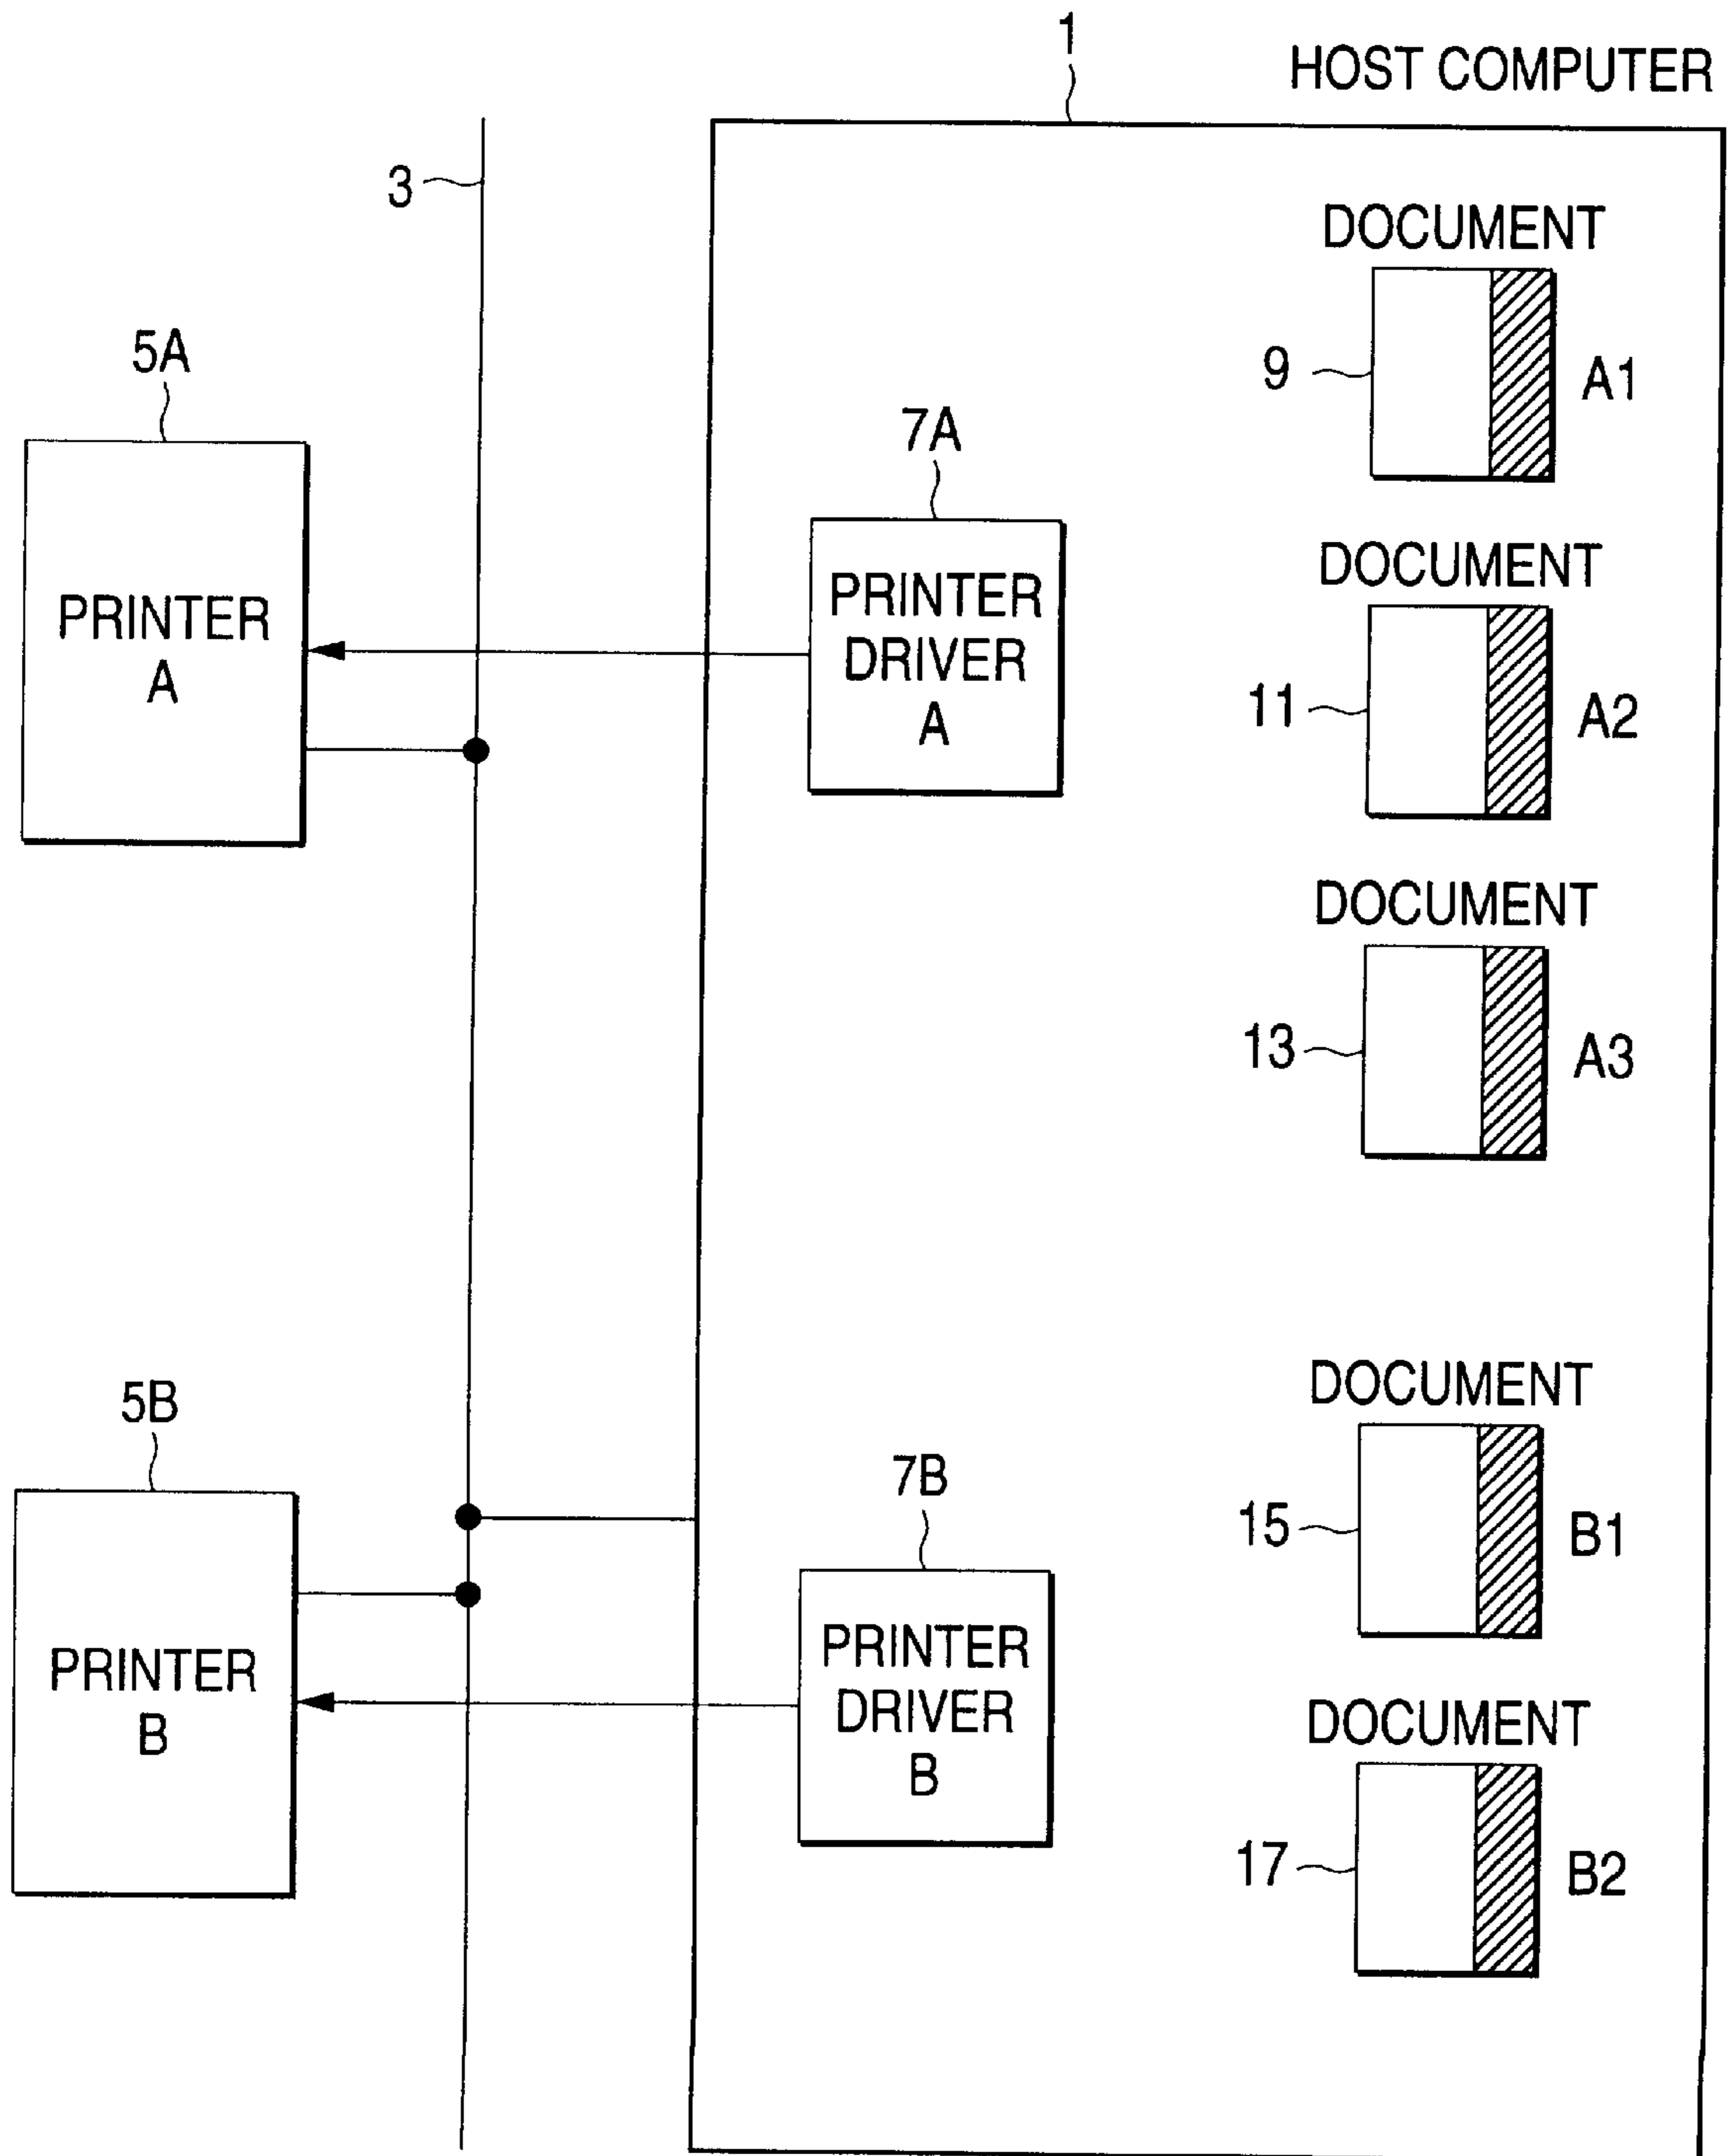 1
HOST COMPUTER
3
DOCUMENT
9
A1
5A
7A
PRINTER
A
PRINTER
DRIVER
A
DOCUMENT
11
A2
DOCUMENT
13
A3
5B
7B
PRINTER
B
PRINTER
DRIVER
B
DOCUMENT
15
B1
DOCUMENT
17
B2